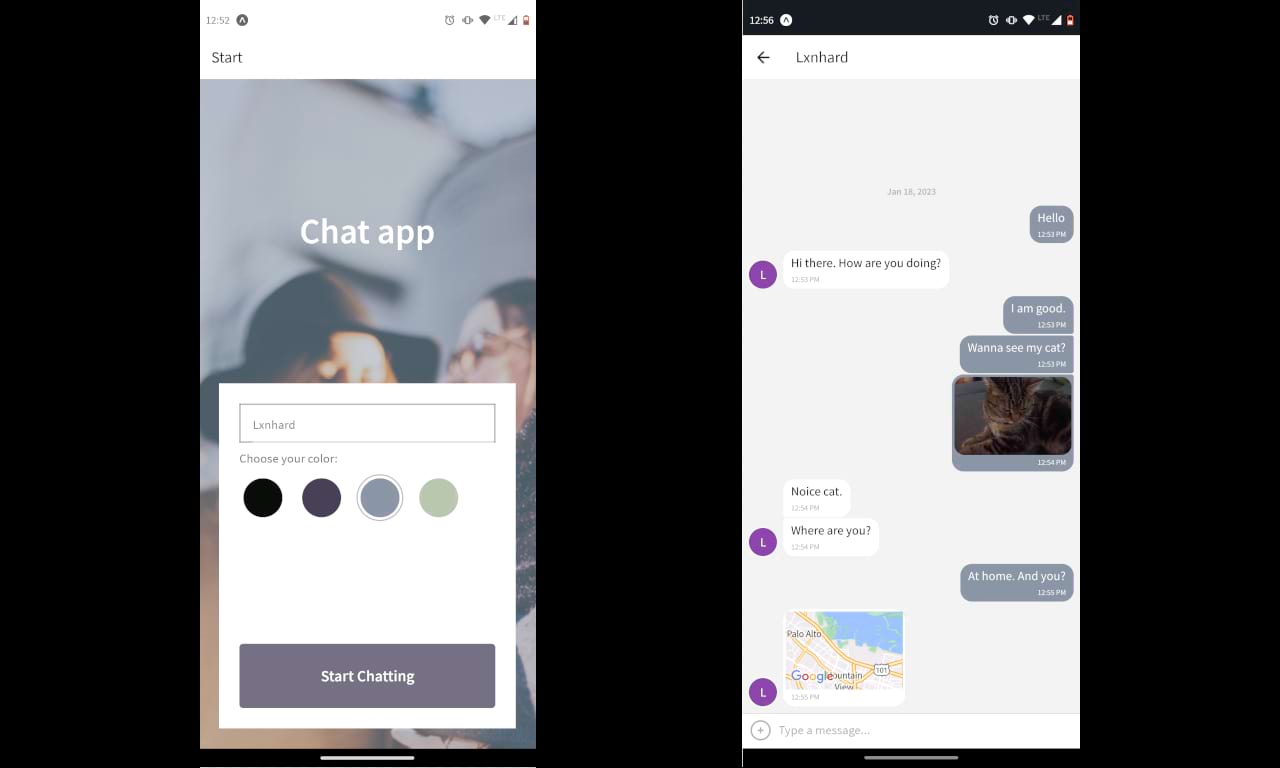 12:52
LTE
Start
Chat app
Lxnhard
Choose your color:
Start Chatting
12:56
LTE
Lxnhard
Jan 18, 2023
Hello
12:53 PM
Hi there. How are you doing?
12:53 PM
L
I am good.
12:53 PM
Wanna see my cat?
12:53 PM
12:54 PM
Noice cat.
12:54 PM
Where are you?
12:54 PM
L
At home. And you?
12:55 PM
Palo Alto
101
Google
ountain
View
12:55 PM
L
Type a message...